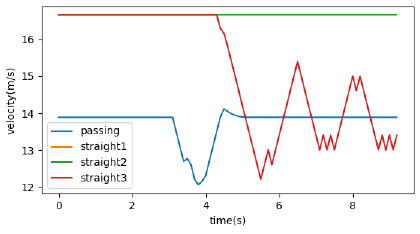 velocity(m/s)
16
15
14
13
12
passing
straight1
straight2
straight3
0
2
4
6
8
time(s)